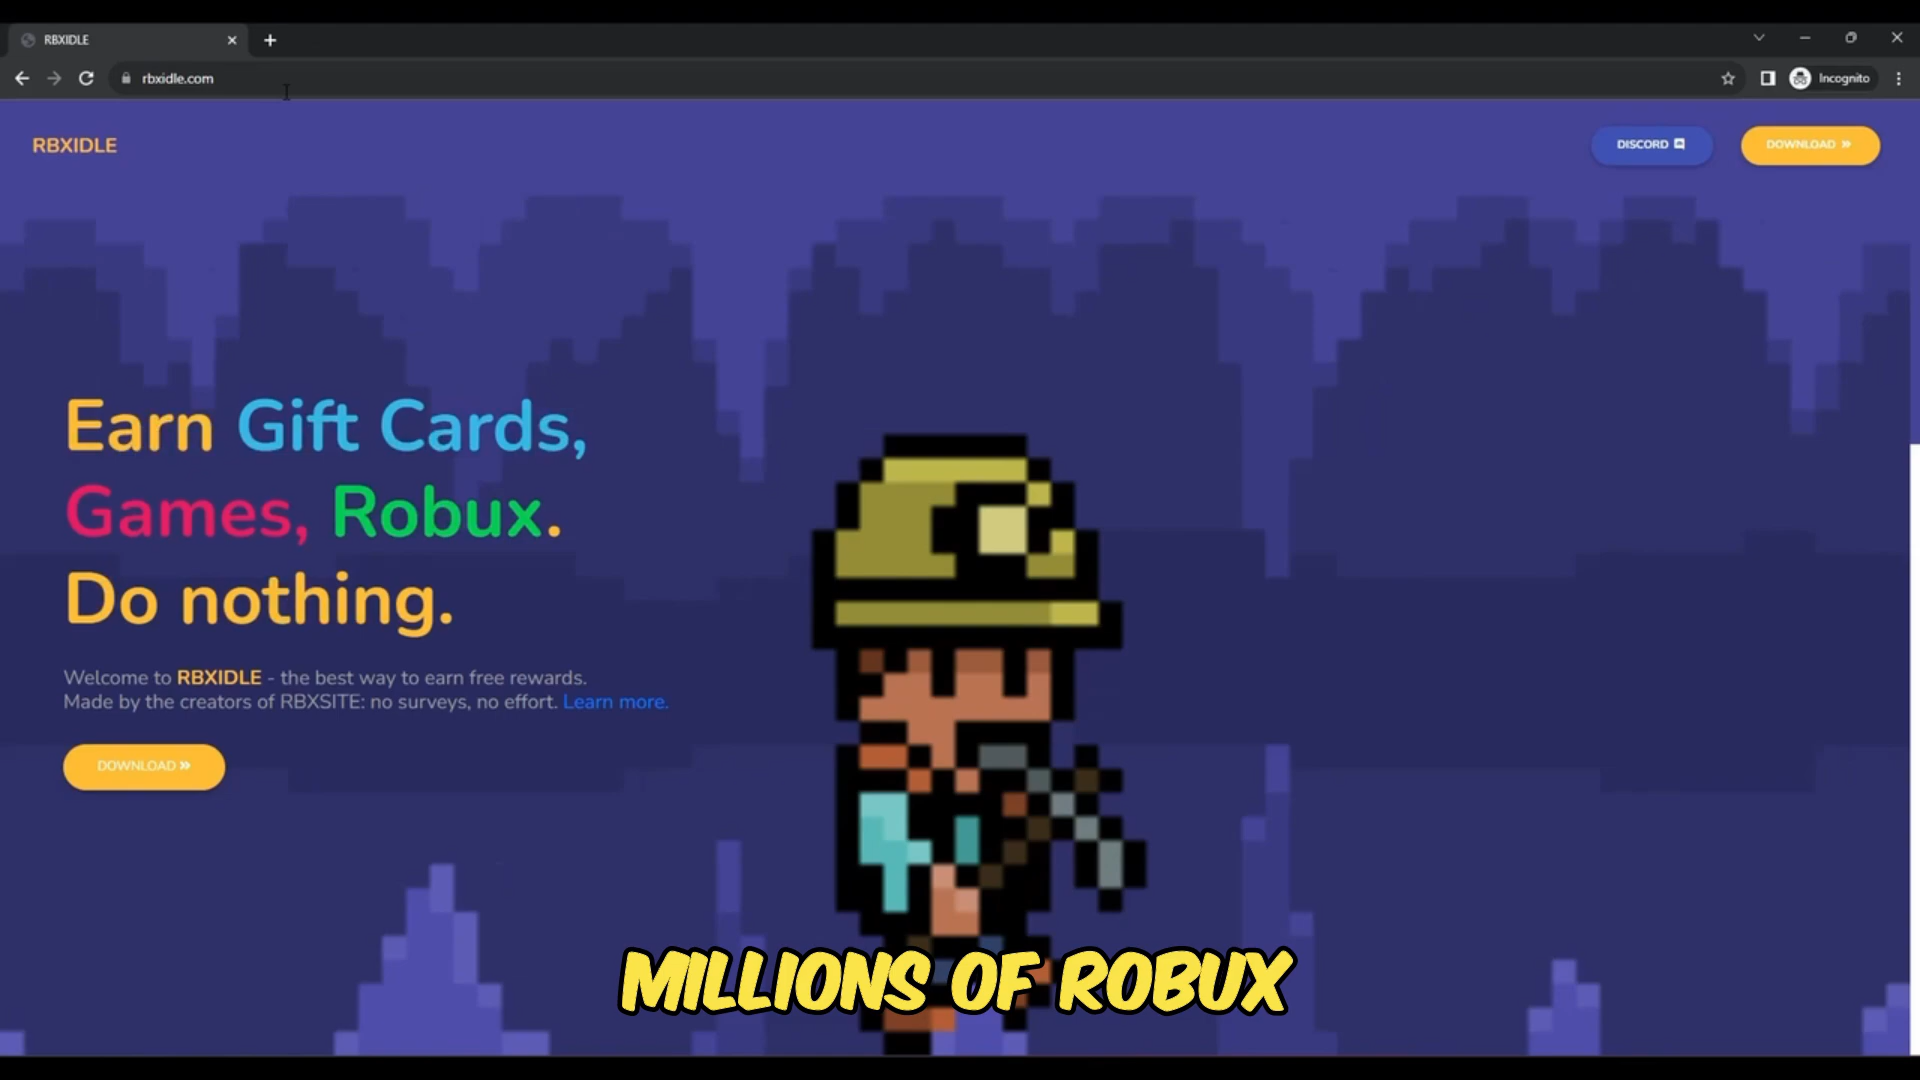 RBXIDLE
rbxidle.com
Incognito
RBXIDLE
DISCORD
DOWNLOAD »
Earn Gift Cards,
Games, Robux.
Do nothing.
Welcome to RBXIDLE - the best way to earn free rewards.
Made by the creators of RBXSITE: no surveys, no effort. Learn more.
DOWNLOAD »
MILLIONS OF ROBUX